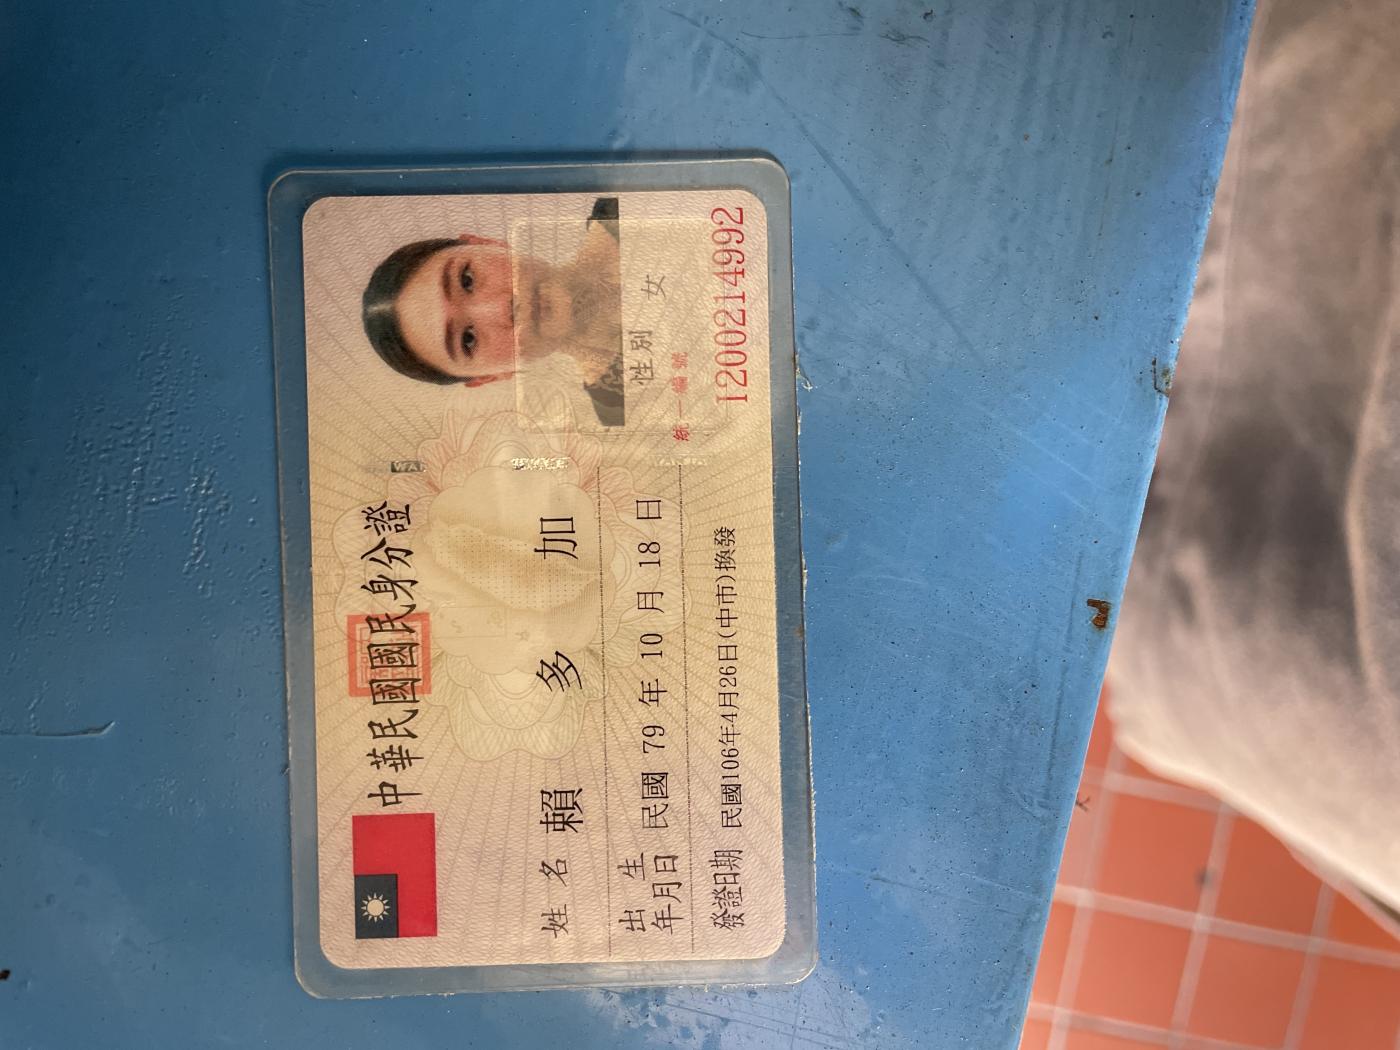 中華民國國民身分證
姓名 賴多加
出生年月日 民國 79 年 10 月 18 日
性別 女
發證日期 民國106年4月26日(中市)換發
統一編號
I200214992